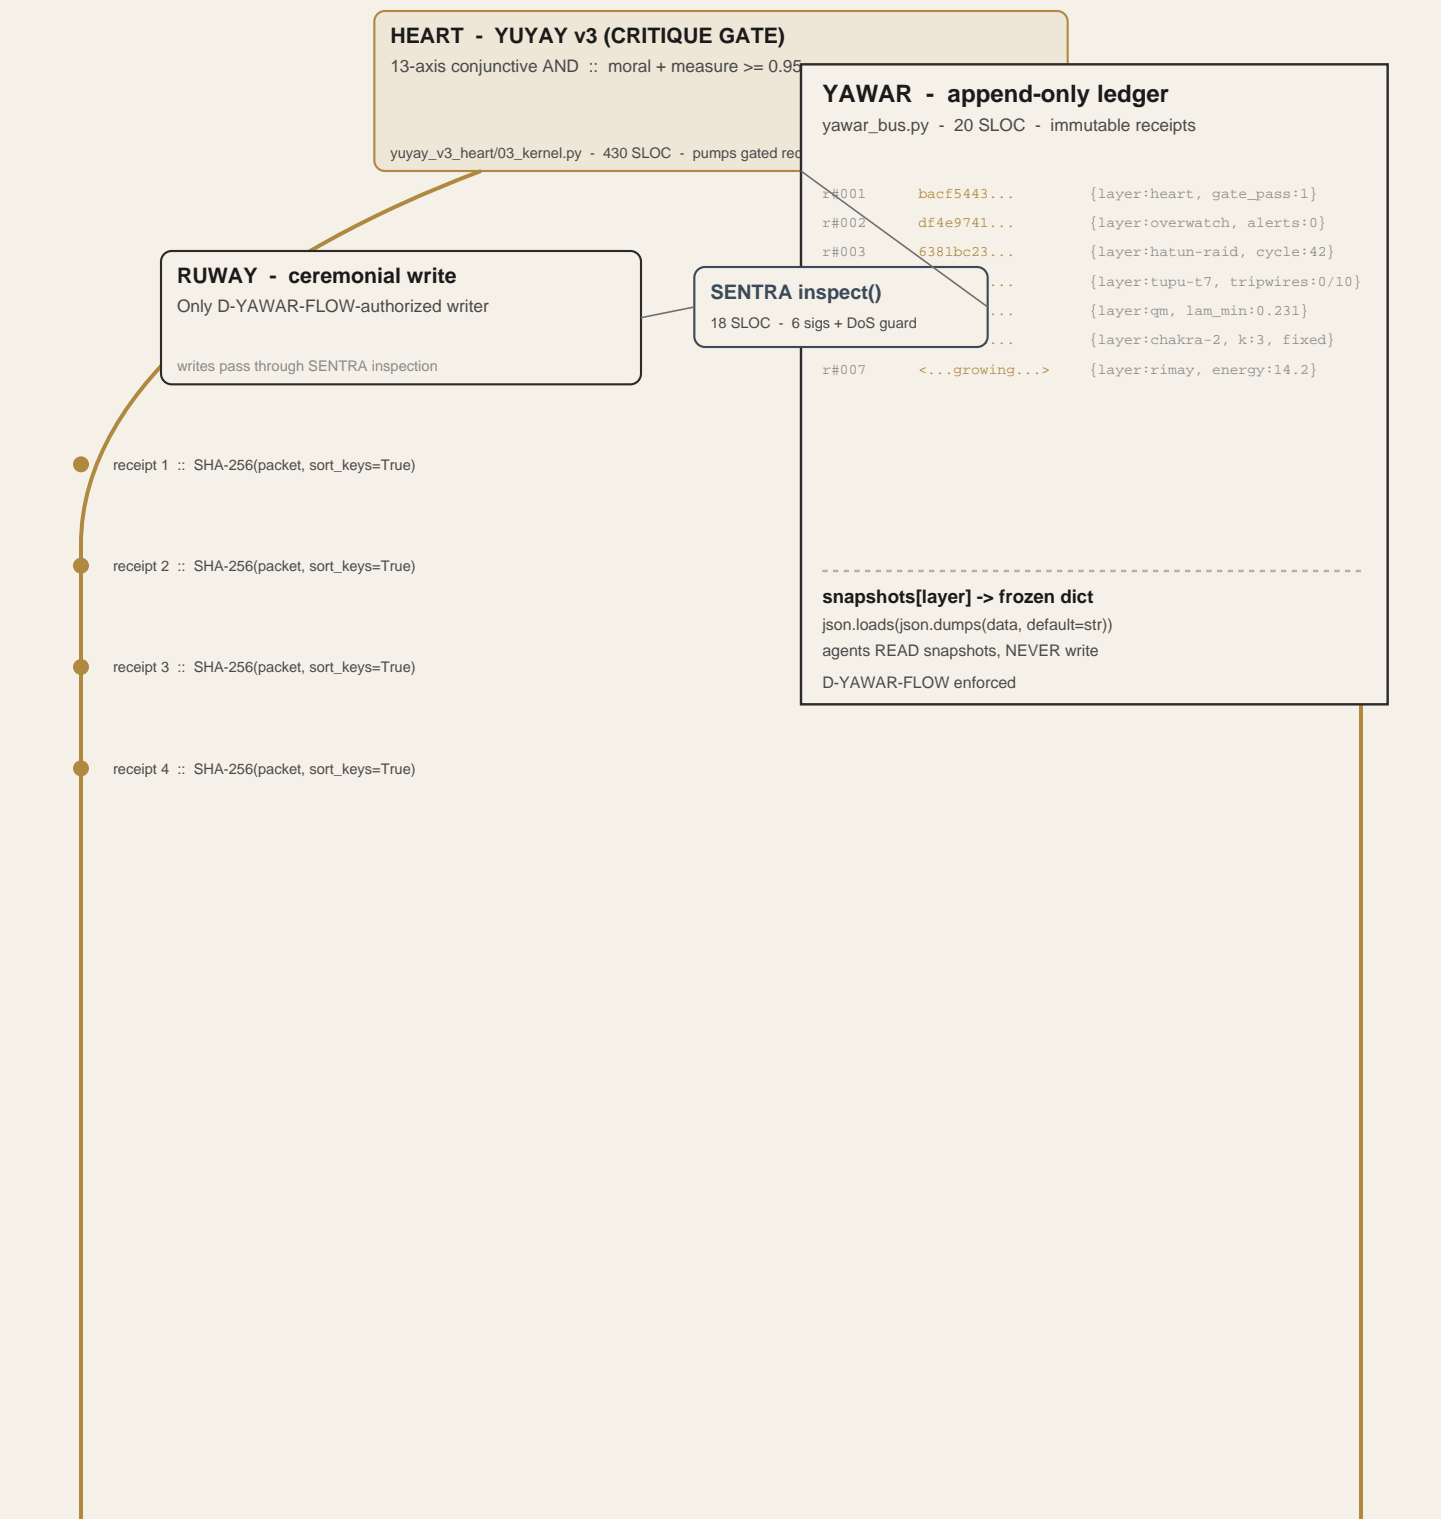 HEART - YUYAY v3 (CRITIQUE GATE)
13-axis conjunctive AND :: moral + measure >= 0.95
yuyay_v3_heart/03_kernel.py - 430 SLOC - pumps gated
YAWAR - append-only ledger
yawar_bus.py - 20 SLOC - immutable receipts
r#001 bacf5443... {layer:heart, gate_pass:1}
r#002 df4e9741... {layer:overwatch, alerts:0}
r#003 6381bc23... {layer:hatun-raid, cycle:42}
... {layer:tupu-t7, tripwires:0/10}
... {layer:qm, lam_min:0.231}
... {layer:chakra-2, k:3, fixed}
r#007 <...growing...> {layer:rimay, energy:14.2}
RUWAY - ceremonial write
Only D-YAWAR-FLOW-authorized writer
writes pass through SENTRA inspection
SENTRA inspect()
18 SLOC - 6 sigs + DoS guard
receipt 1 :: SHA-256(packet, sort_keys=True)
receipt 2 :: SHA-256(packet, sort_keys=True)
receipt 3 :: SHA-256(packet, sort_keys=True)
receipt 4 :: SHA-256(packet, sort_keys=True)
snapshots[layer] -> frozen dict
json.loads(json.dumps(data, default=str))
agents READ snapshots, NEVER write
D-YAWAR-FLOW enforced